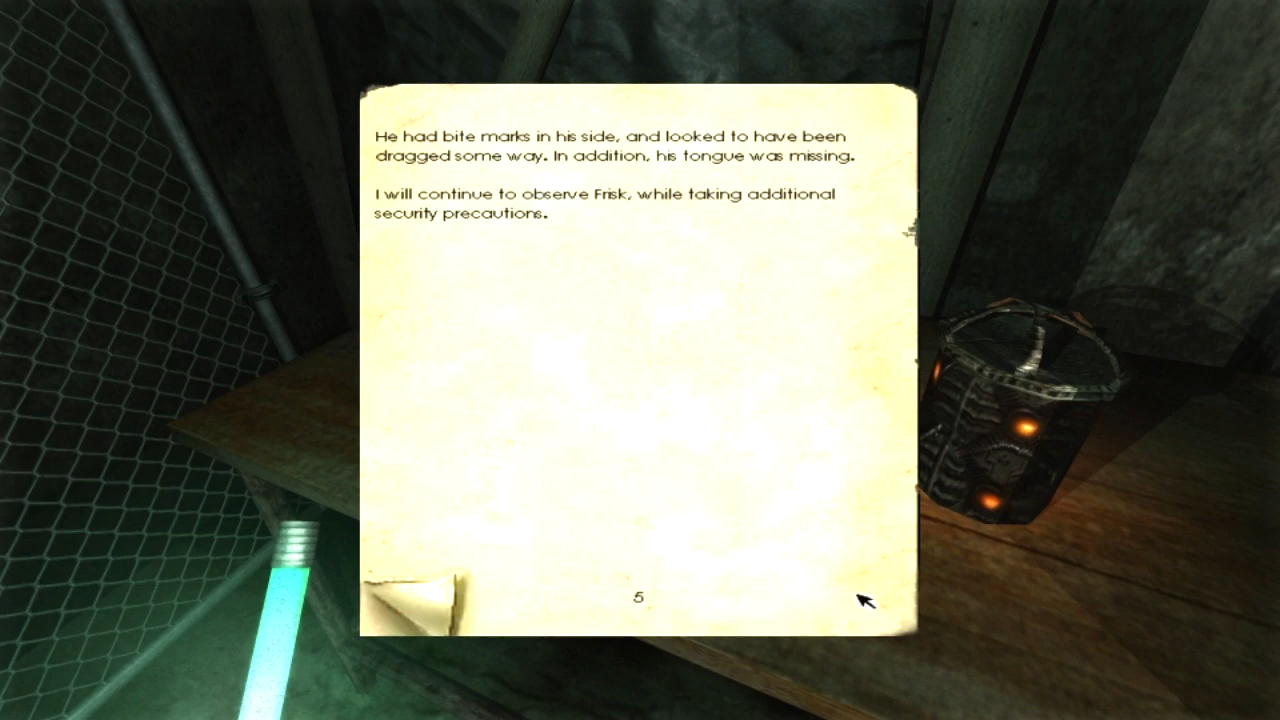 He had bite marks in his side, and looked to have been
dragged some way. In addition, his tongue was missing.
I will continue to observe Frisk, while taking additional
security precautions.
5